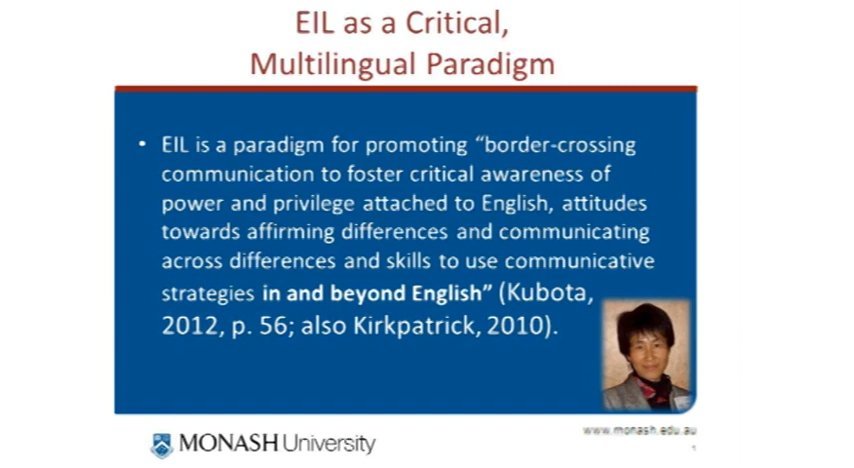 EIL as a Critical,
Multilingual Paradigm
• EIL is a paradigm for promoting “border-crossing
communication to foster critical awareness of
power and privilege attached to English, attitudes
towards affirming differences and communicating
across differences and skills to use communicative
strategies in and beyond English” (Kubota,
2012, p. 56; also Kirkpatrick, 2010).
MONASH University
www.monash.edu.au
1